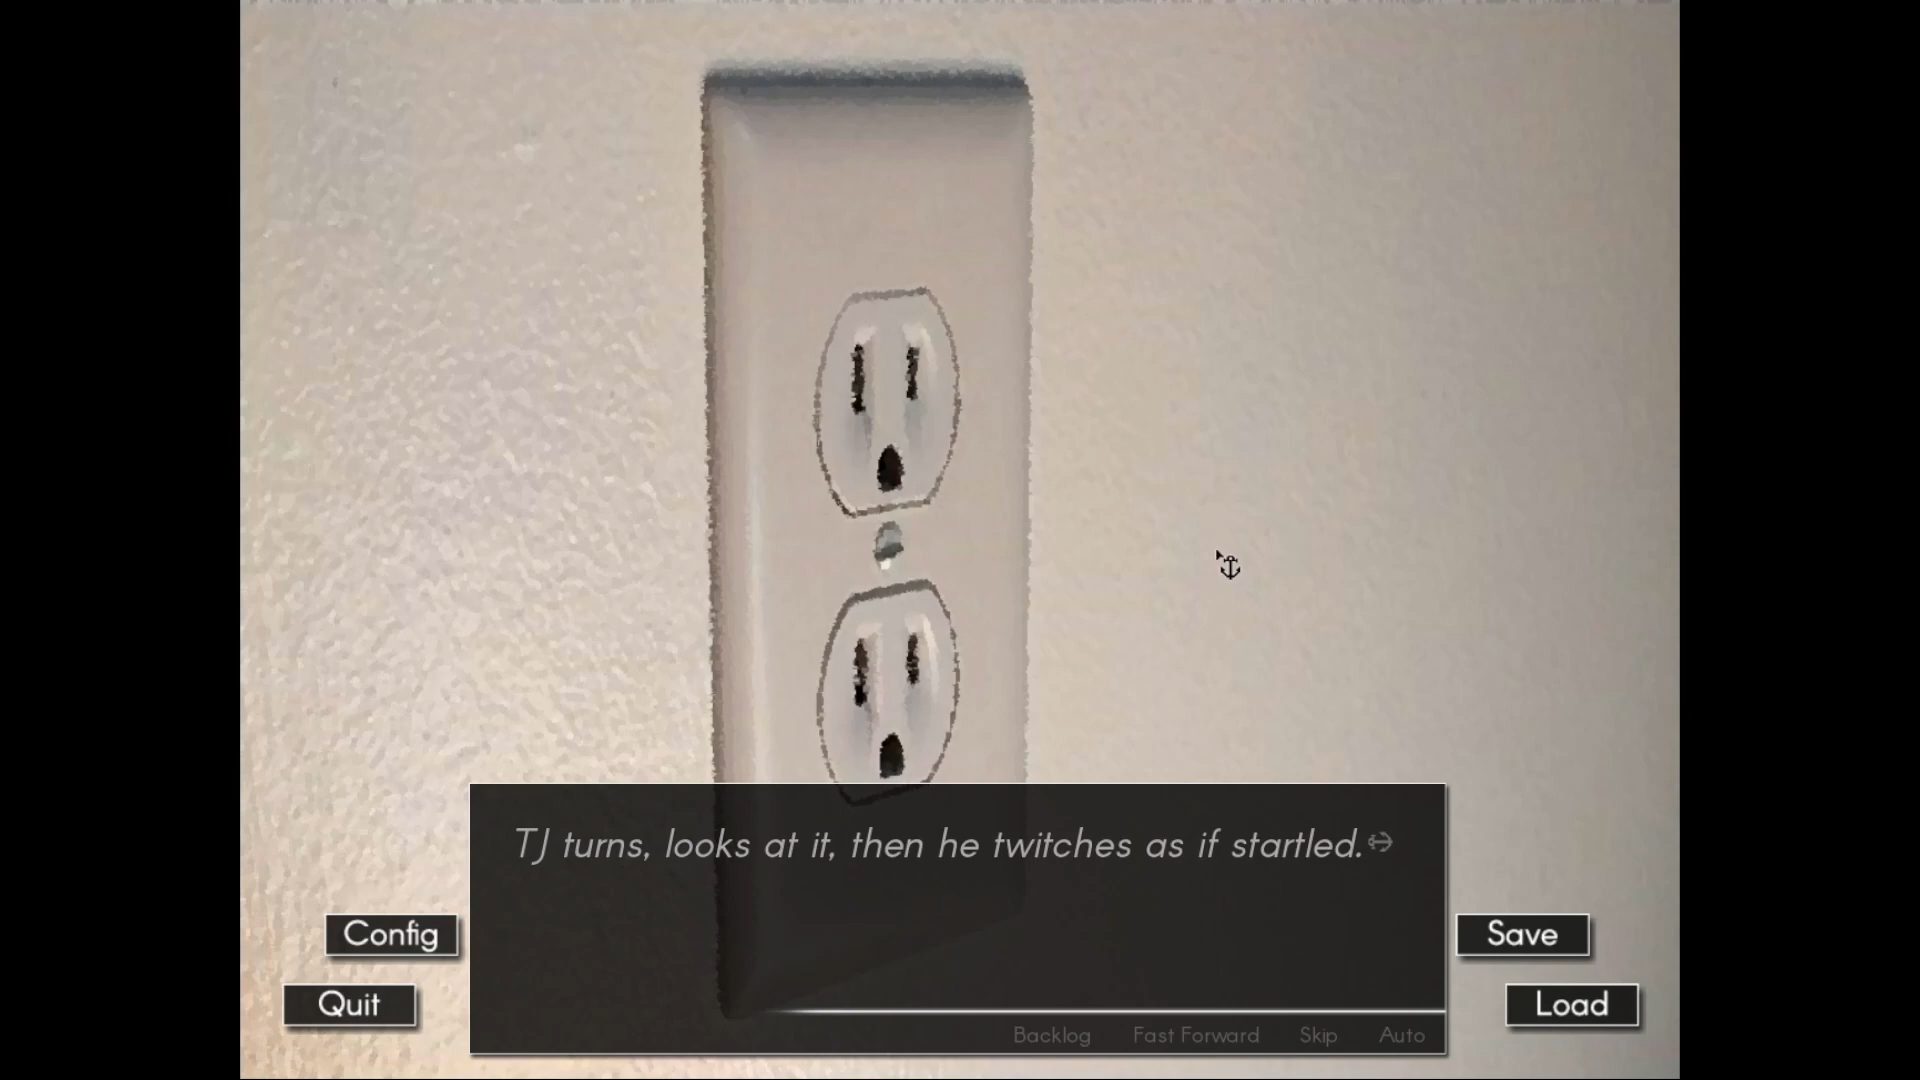 TJ turns, looks at it, then he twitches as if startled.
Config
Save
Quit
Load
Backlog Fast Forward Skip Auto